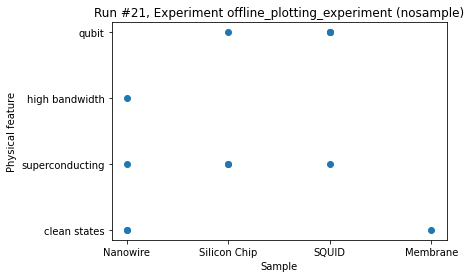 Run #21, Experiment offline_plotting_experiment (nosample)
qubit
high bandwidth
Physical feature
superconducting
clean states
Nanowire Silicon Chip SQUID Membrane
Sample